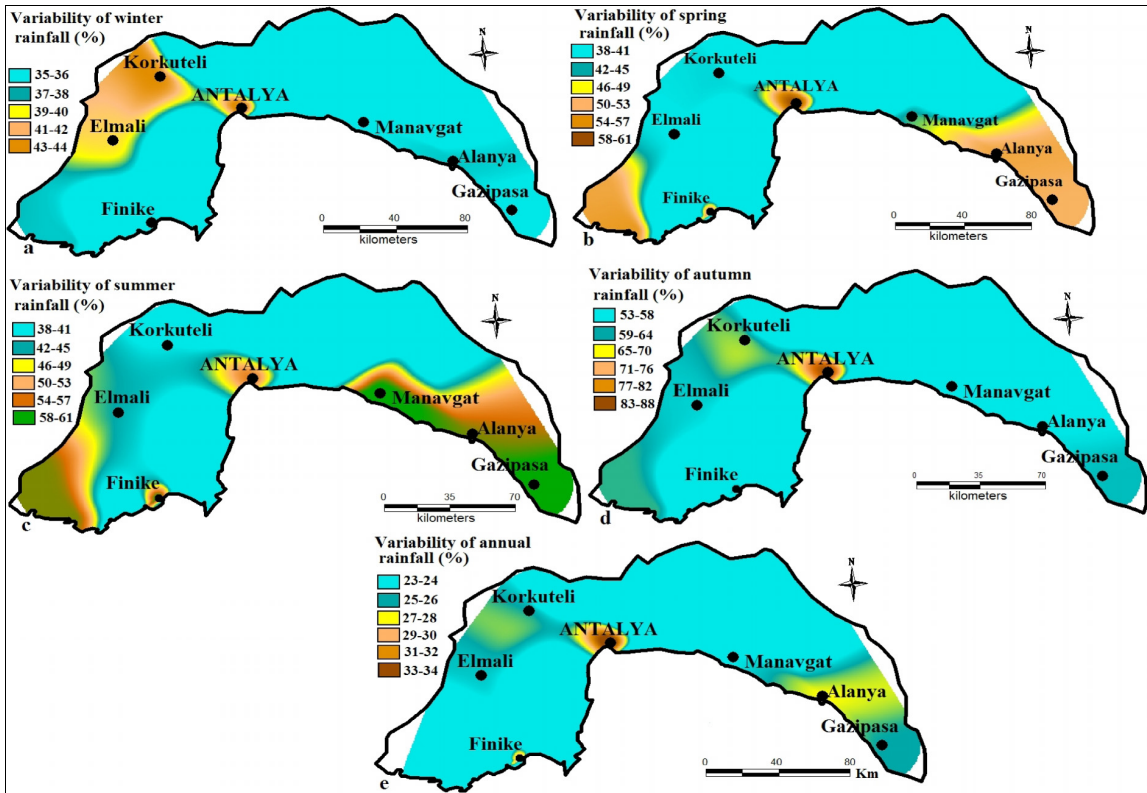 Variability of winter
rainfall (%)
35-36
37-38
39-40
41-42
43-44
Korkuteli
ANTALYA
Elmali
Manavgat
Alanya
Gazipasa
Finike
N
0 40 80
kilometers
a
Variability of spring
rainfall (%)
38-41
42-45
46-49
50-53
54-57
58-61
Korkuteli
ANTALYA
Elmali
Manavgat
Alanya
Gazipasa
Finike
N
0 40 80
kilometers
b
Variability of summer
rainfall (%)
38-41
42-45
46-49
50-53
54-57
58-61
Korkuteli
ANTALYA
Elmali
Manavgat
Alanya
Gazipasa
Finike
N
0 35 70
kilometers
c
Variability of autumn
rainfall (%)
53-58
59-64
65-70
71-76
77-82
83-88
Korkuteli
ANTALYA
Elmali
Manavgat
Alanya
Gazipasa
Finike
N
0 35 70
kilometers
d
Variability of annual
rainfall (%)
23-24
25-26
27-28
29-30
31-32
33-34
Korkuteli
ANTALYA
Elmali
Manavgat
Alanya
Gazipasa
Finike
N
0 40 80
Km
e